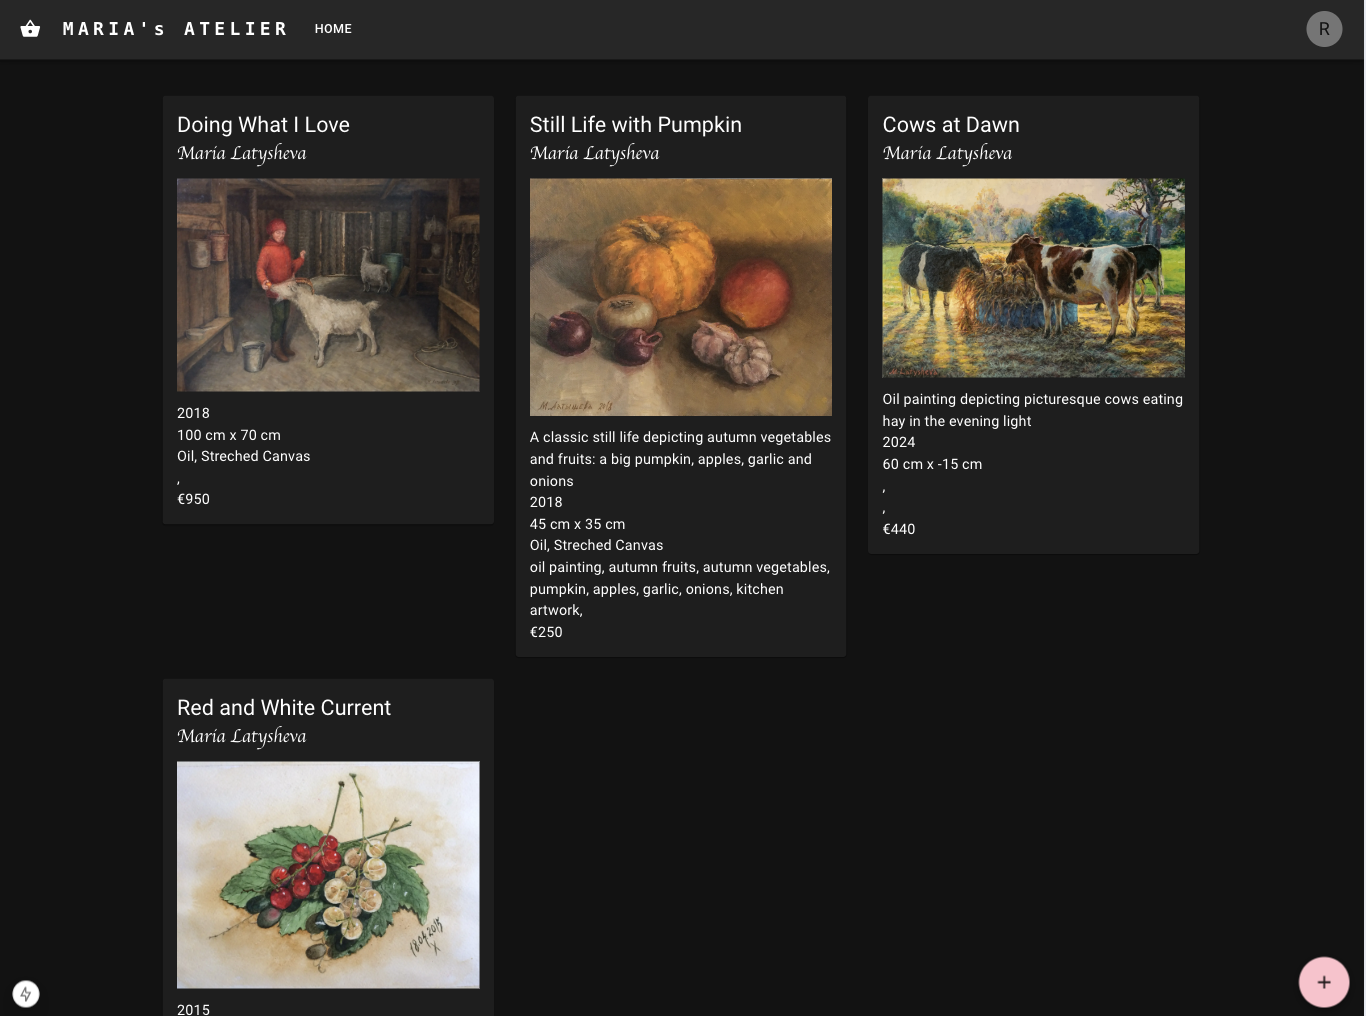 MARIA's ATELIER
HOME
R
Doing What I Love
Maria Latysheva
2018
100 cm x 70 cm
Oil, Streched Canvas
,
€950
Still Life with Pumpkin
Maria Latysheva
2018
A classic still life depicting autumn vegetables
and fruits: a big pumpkin, apples, garlic and
onions
2018
45 cm x 35 cm
Oil, Streched Canvas
oil painting, autumn fruits, autumn vegetables,
pumpkin, apples, garlic, onions, kitchen
artwork,
€250
Cows at Dawn
Maria Latysheva
Oil painting depicting picturesque cows eating
hay in the evening light
2024
60 cm x -15 cm
,
,
€440
Red and White Current
Maria Latysheva
18.04.2015
2015
+